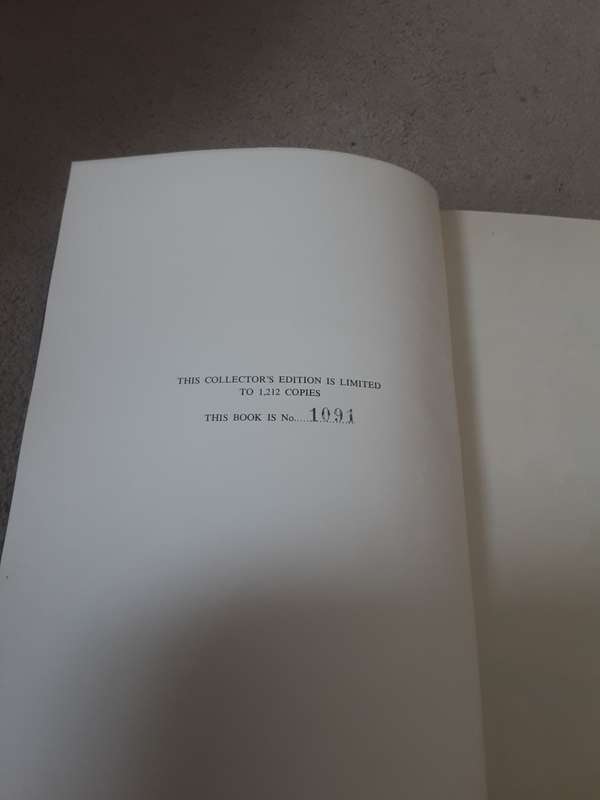 THIS COLLECTOR'S EDITION IS LIMITED
TO 1,212 COPIES
THIS BOOK IS No....1091